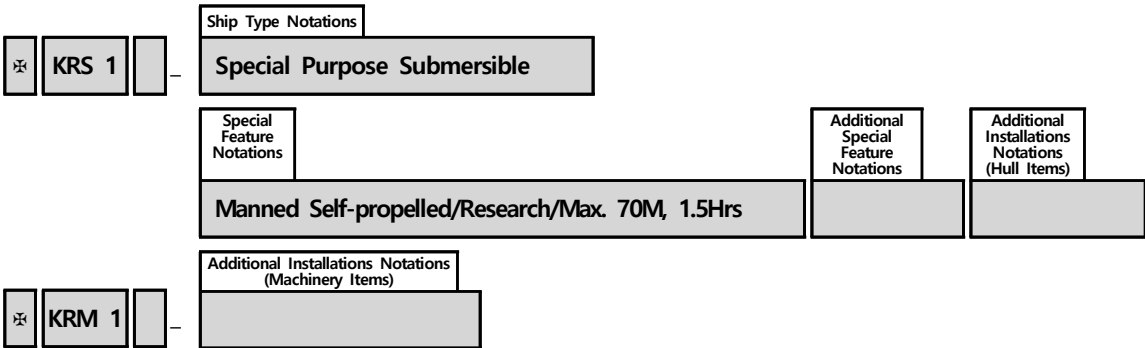 Ship Type Notations
✠ KRS 1 – Special Purpose Submersible
Special
Feature
Notations
Additional
Special
Feature
Notations
Additional
Installations
Notations
(Hull Items)
Manned Self-propelled/Research/Max. 70M, 1.5Hrs
Additional Installations Notations
(Machinery Items)
✠ KRM 1 –